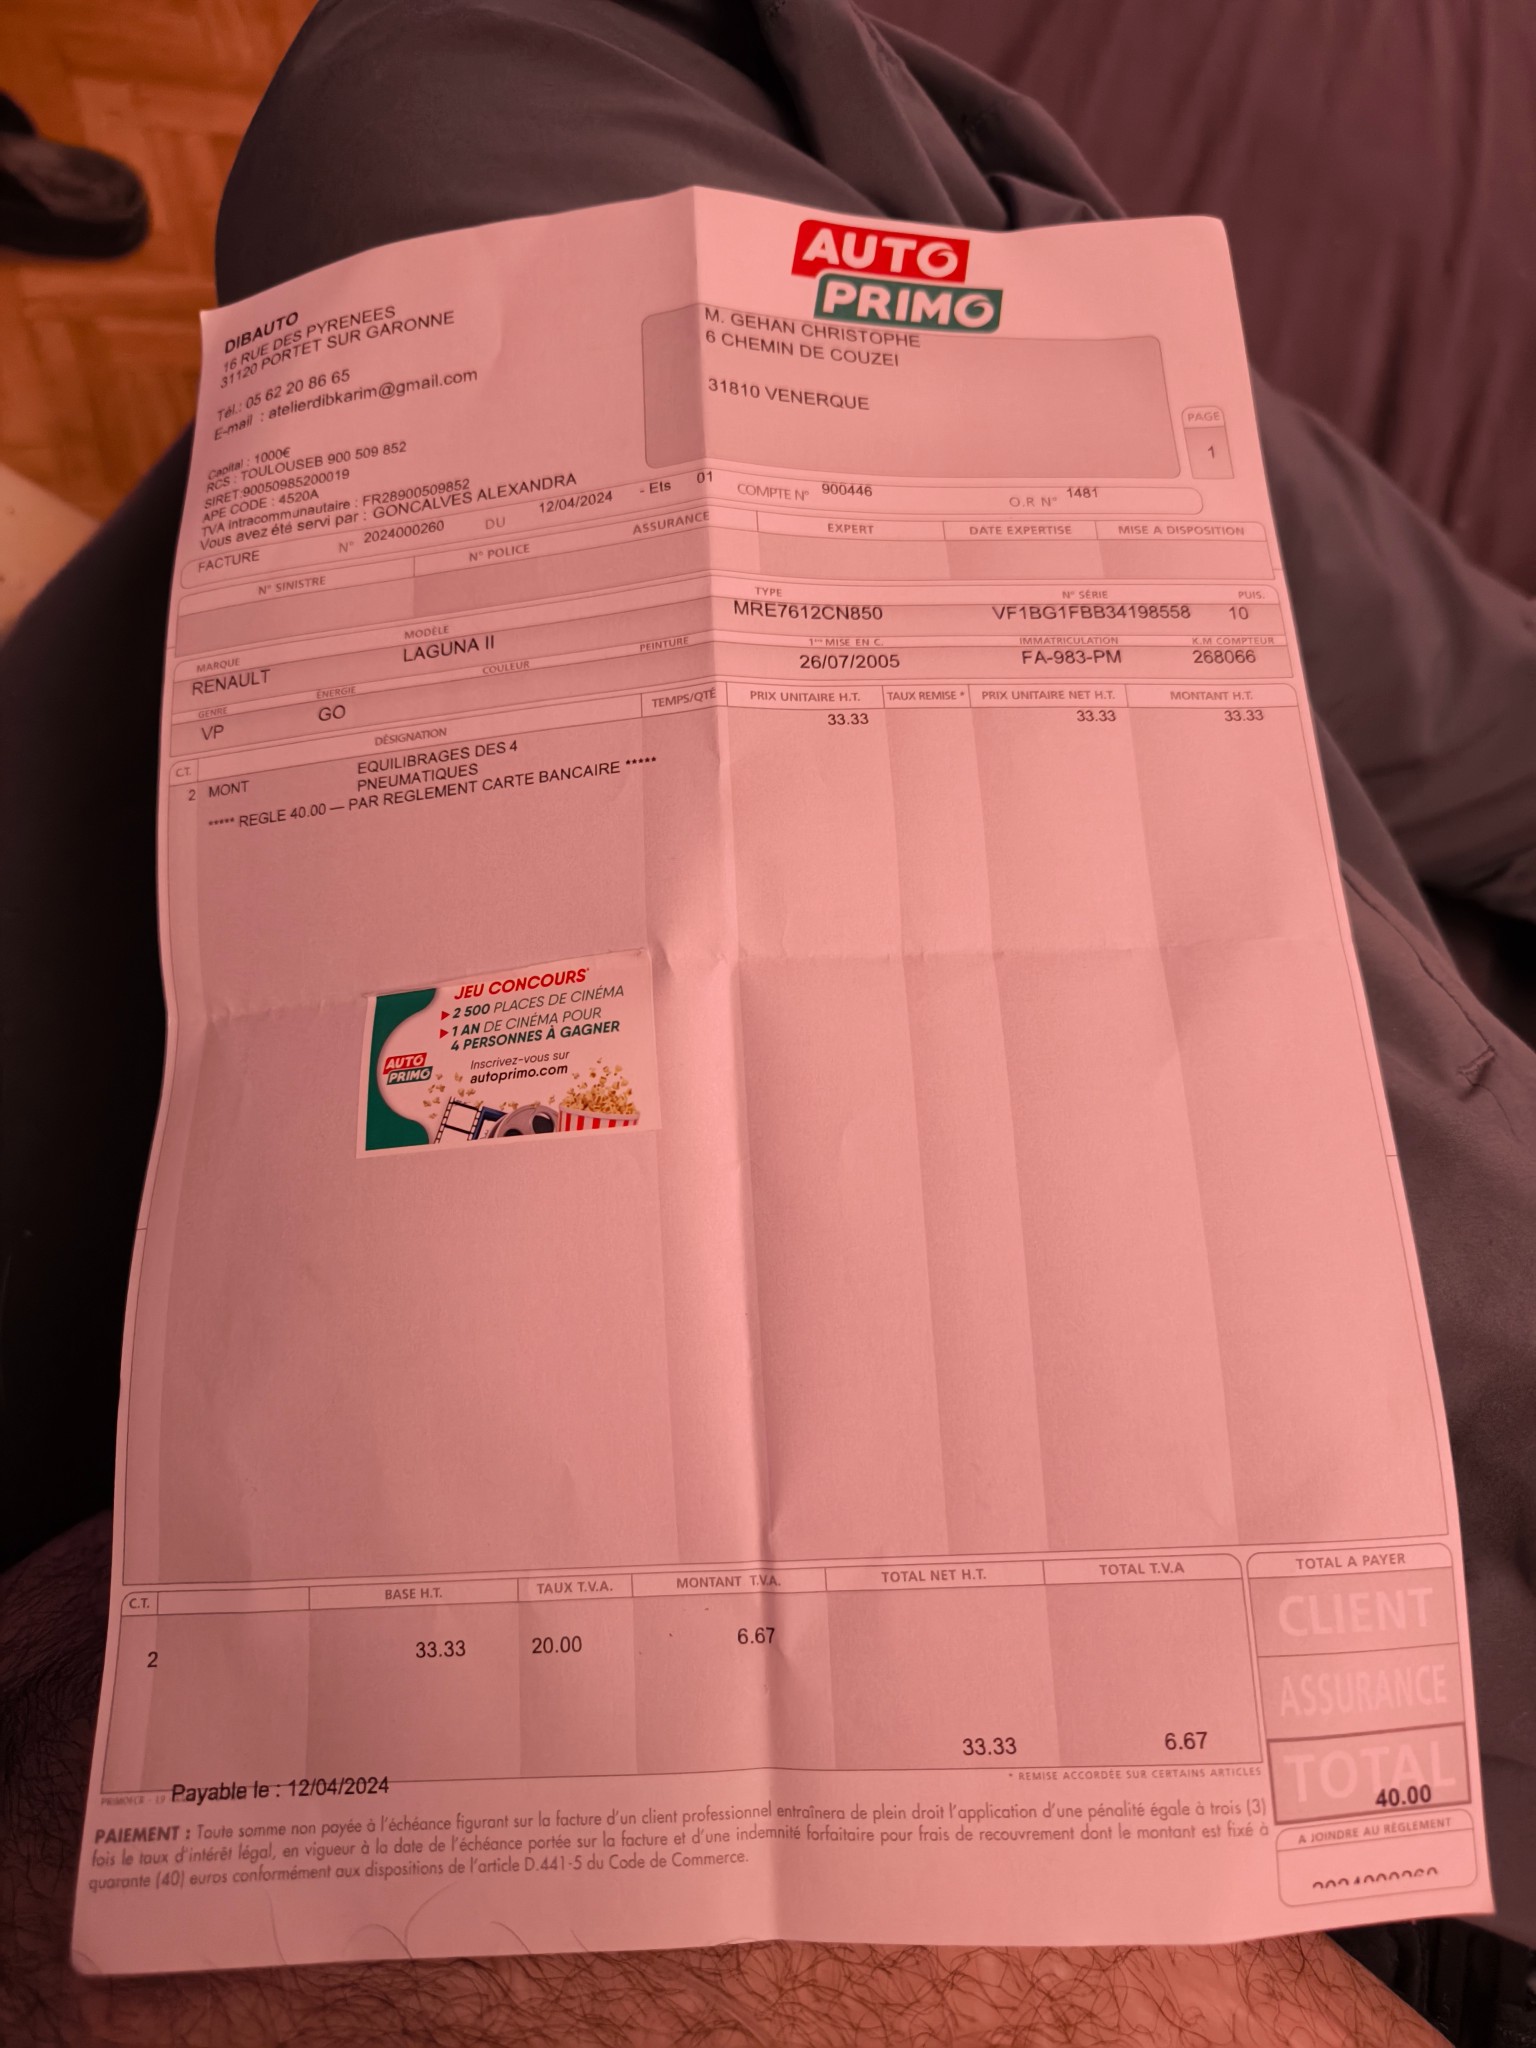 AUTO
PRIMO
DIBAUTO
16 RUE DES PYRENEES
31120 PORTET SUR GARONNE
Tél.: 05 62 20 86 65
E-mail : atelierdibkarim@gmail.com
Capital : 1000€
RCS : TOULOUSEB 900 509 852
SIRET:90050985200019
APE CODE : 4520A
TVA intracommunautaire : FR28900509852
Vous avez été servi par : GONCALVES ALEXANDRA
M. GEHAN CHRISTOPHE
6 CHEMIN DE COUZEI
31810 VENERQUE
PAGE
1
FACTURE N° 2024000260 DU 12/04/2024 - Ets 01 COMPTE N° 900446 O.R N° 1481
N° SINISTRE N° POLICE ASSURANCE EXPERT DATE EXPERTISE MISE A DISPOSITION
MARQUE MODÈLE TYPE N° SÉRIE PUIS.
RENAULT LAGUNA II MRE7612CN850 VF1BG1FBB34198558 10
GENRE ÉNERGIE COULEUR PEINTURE 1ère MISE EN C. IMMATRICULATION K.M COMPTEUR
VP GO 26/07/2005 FA-983-PM 268066
CT. DÉSIGNATION TEMPS/QTÉ PRIX UNITAIRE H.T. TAUX REMISE * PRIX UNITAIRE NET H.T. MONTANT H.T.
2 MONT EQUILIBRAGES DES 4 33.33 33.33 33.33
PNEUMATIQUES
***** REGLE 40.00 — PAR REGLEMENT CARTE BANCAIRE *****
JEU CONCOURS*
2 500 PLACES DE CINÉMA
1 AN DE CINÉMA POUR
4 PERSONNES À GAGNER
AUTO
PRIMO
Inscrivez-vous sur
autoprimo.com
C.T. BASE H.T. TAUX T.V.A. MONTANT T.V.A. TOTAL NET H.T. TOTAL T.V.A TOTAL A PAYER
CLIENT
2 33.33 20.00 6.67
ASSURANCE
33.33 6.67
TOTAL
40.00
* REMISE ACCORDÉE SUR CERTAINS ARTICLES
Payable le : 12/04/2024
PAIEMENT : Toute somme non payée à l'échéance figurant sur la facture d'un client professionnel entraînera de plein droit l'application d'une pénalité égale à trois (3)
fois le taux d'intérêt légal, en vigueur à la date de l'échéance portée sur la facture et d'une indemnité forfaitaire pour frais de recouvrement dont le montant est fixé à
quarante (40) euros conformément aux dispositions de l'article D.441-5 du Code de Commerce.
A JOINDRE AU RÉGLEMENT
2024000260